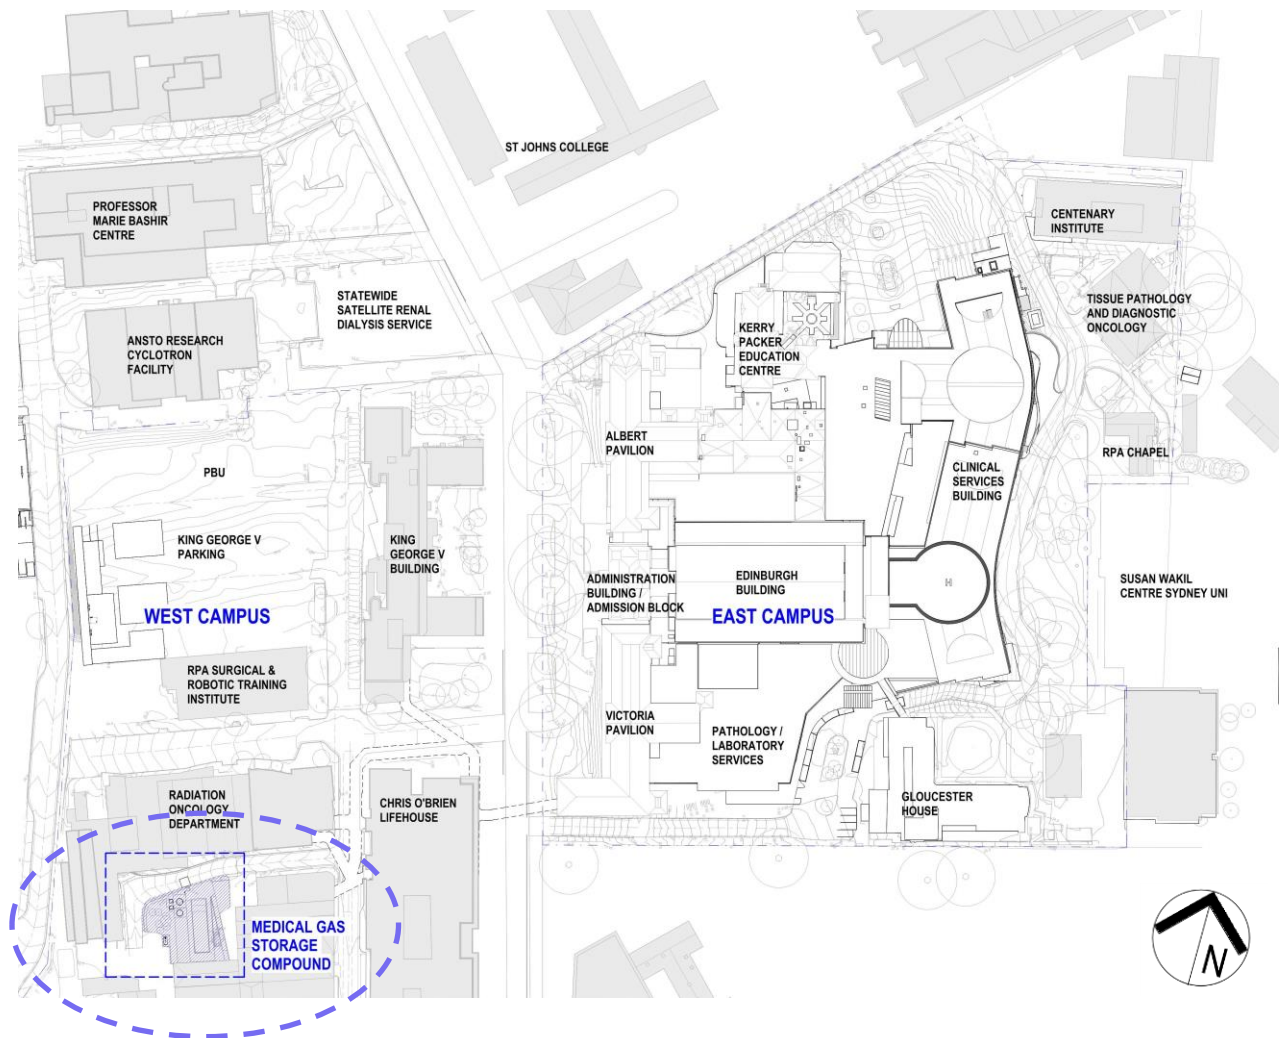 ST JOHNS COLLEGE
PROFESSOR
MARIE BASHIR
CENTRE
CENTENARY
INSTITUTE
STATEWIDE
SATELLITE RENAL
DIALYSIS SERVICE
TISSUE PATHOLOGY
AND DIAGNOSTIC
ONCOLOGY
ANSTO RESEARCH
CYCLOTRON
FACILITY
KERRY
PACKER
EDUCATION
CENTRE
ALBERT
PAVILION
RPA CHAPEL
PBU
CLINICAL
SERVICES
BUILDING
KING GEORGE V
PARKING
KING
GEORGE V
BUILDING
ADMINISTRATION
BUILDING /
ADMISSION BLOCK
EDINBURGH
BUILDING
H
SUSAN WAKIL
CENTRE SYDNEY UNI
WEST CAMPUS
EAST CAMPUS
RPA SURGICAL &
ROBOTIC TRAINING
INSTITUTE
VICTORIA
PAVILION
PATHOLOGY /
LABORATORY
SERVICES
RADIATION
ONCOLOGY
DEPARTMENT
CHRIS O'BRIEN
LIFEHOUSE
GLOUCESTER
HOUSE
MEDICAL GAS
STORAGE
COMPOUND
N